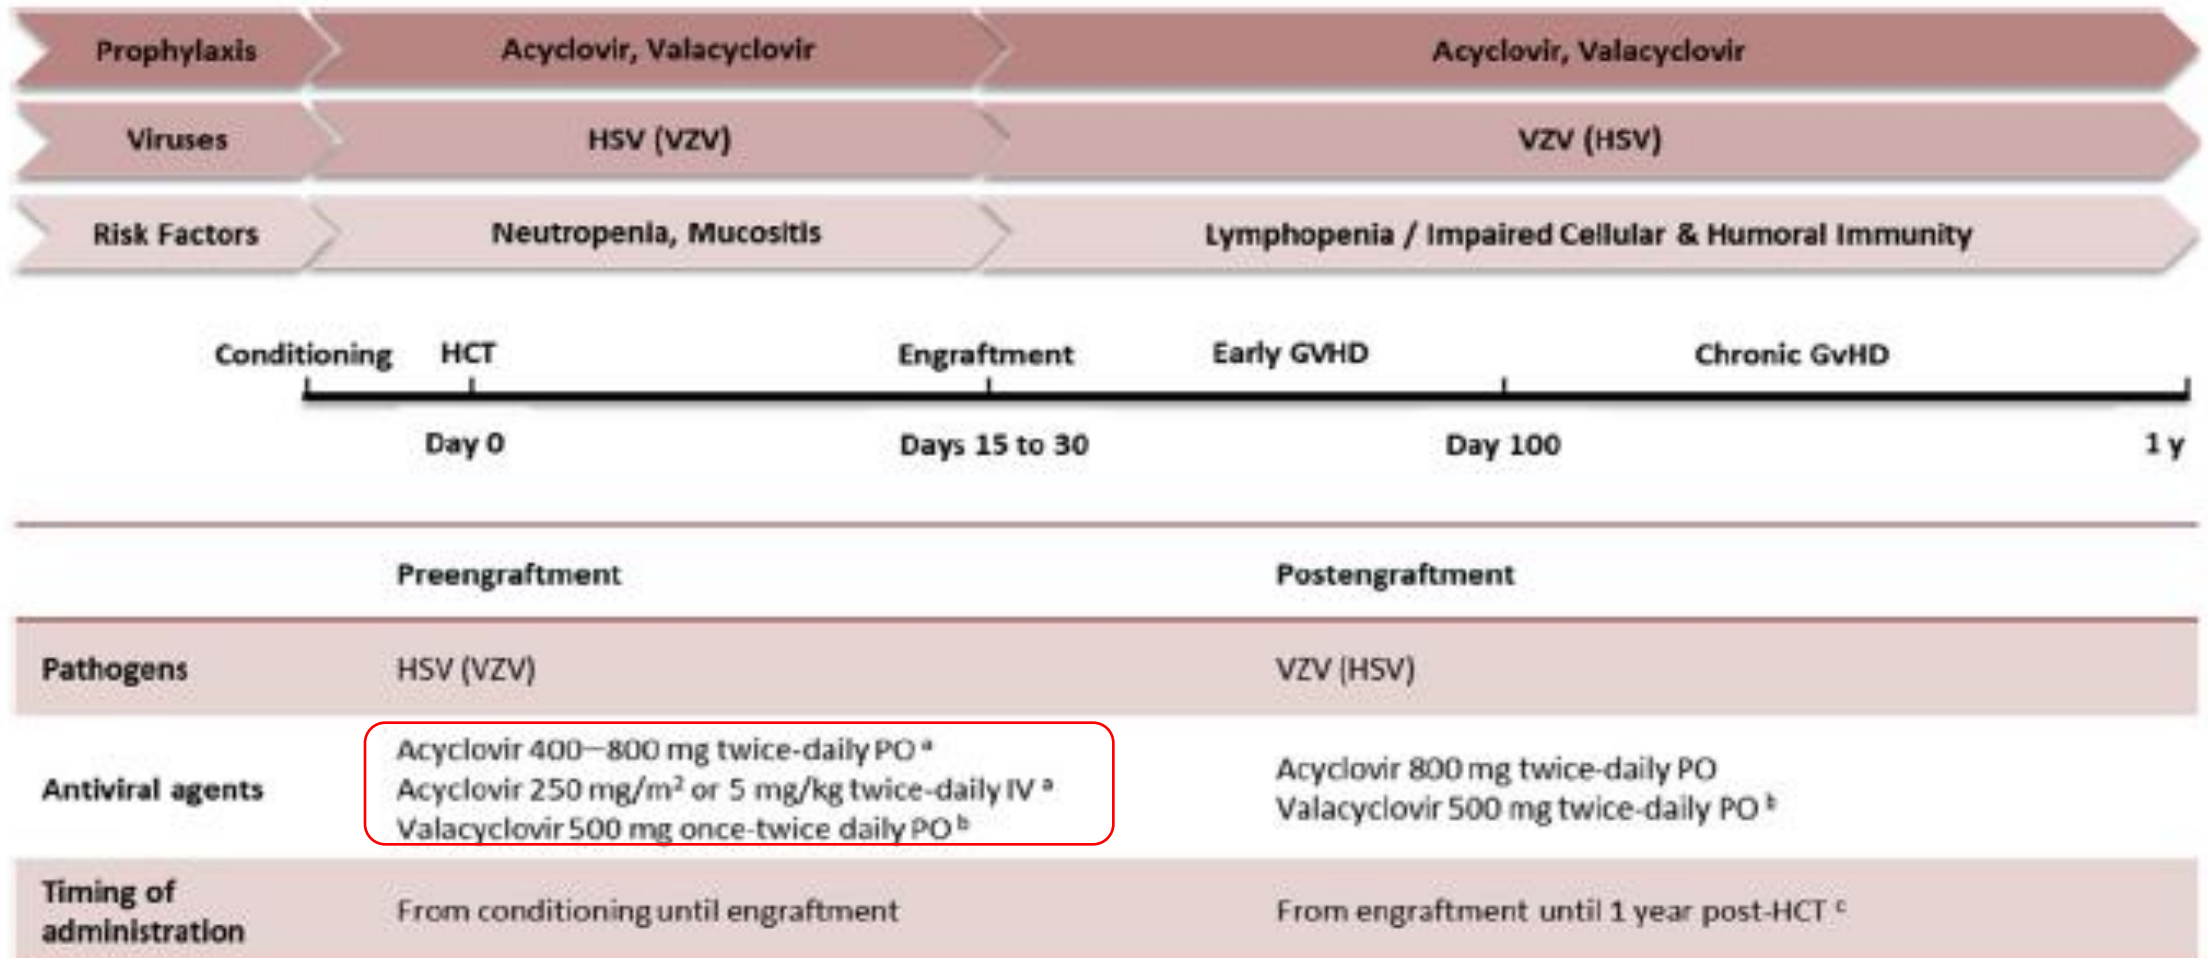 Prophylaxis Acyclovir, Valacyclovir Acyclovir, Valacyclovir
Viruses HSV (VZV) VZV (HSV)
Risk Factors Neutropenia, Mucositis Lymphopenia / Impaired Cellular & Humoral Immunity
Conditioning HCT Engraftment Early GVHD Chronic GvHD
Day 0 Days 15 to 30 Day 100 1 y
Preengraftment Postengraftment
Pathogens HSV (VZV) VZV (HSV)
Antiviral agents
Acyclovir 400–800 mg twice-daily PO ᵃ
Acyclovir 250 mg/m² or 5 mg/kg twice-daily IV ᵃ
Valacyclovir 500 mg once-twice daily PO ᵇ
Acyclovir 800 mg twice-daily PO
Valacyclovir 500 mg twice-daily PO ᵇ
Timing of
administration
From conditioning until engraftment
From engraftment until 1 year post-HCT ᶜ